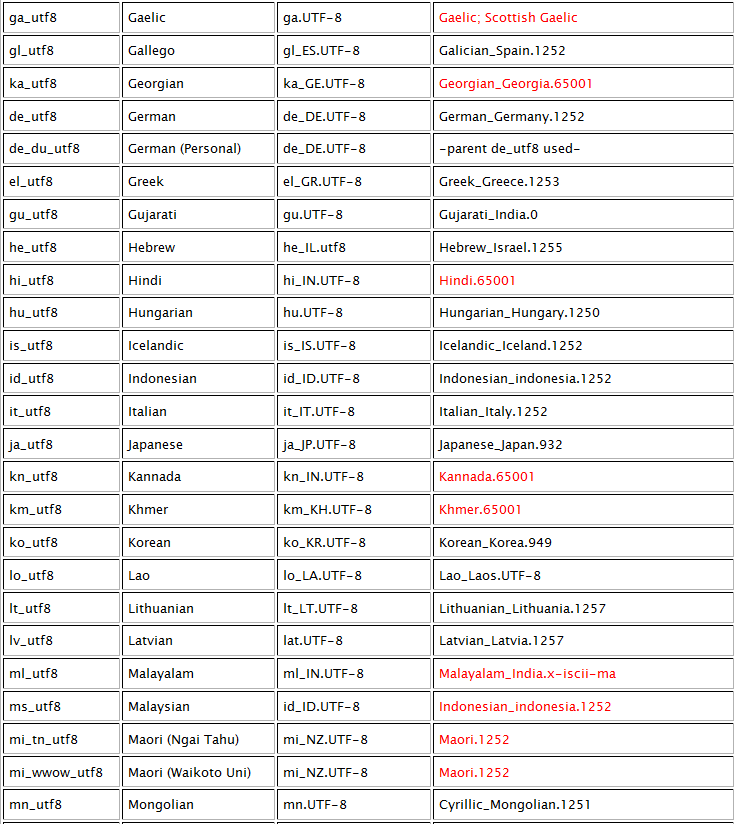 ga_utf8 Gaelic ga.UTF-8 Gaelic; Scottish Gaelic
gl_utf8 Gallego gl_ES.UTF-8 Galician_Spain.1252
ka_utf8 Georgian ka_GE.UTF-8 Georgian_Georgia.65001
de_utf8 German de_DE.UTF-8 German_Germany.1252
de_du_utf8 German (Personal) de_DE.UTF-8 -parent de_utf8 used-
el_utf8 Greek el_GR.UTF-8 Greek_Greece.1253
gu_utf8 Gujarati gu.UTF-8 Gujarati_India.0
he_utf8 Hebrew he_IL.utf8 Hebrew_Israel.1255
hi_utf8 Hindi hi_IN.UTF-8 Hindi.65001
hu_utf8 Hungarian hu.UTF-8 Hungarian_Hungary.1250
is_utf8 Icelandic is_IS.UTF-8 Icelandic_Iceland.1252
id_utf8 Indonesian id_ID.UTF-8 Indonesian_indonesia.1252
it_utf8 Italian it_IT.UTF-8 Italian_Italy.1252
ja_utf8 Japanese ja_JP.UTF-8 Japanese_Japan.932
kn_utf8 Kannada kn_IN.UTF-8 Kannada.65001
km_utf8 Khmer km_KH.UTF-8 Khmer.65001
ko_utf8 Korean ko_KR.UTF-8 Korean_Korea.949
lo_utf8 Lao lo_LA.UTF-8 Lao_Laos.UTF-8
lt_utf8 Lithuanian lt_LT.UTF-8 Lithuanian_Lithuania.1257
lv_utf8 Latvian lat.UTF-8 Latvian_Latvia.1257
ml_utf8 Malayalam ml_IN.UTF-8 Malayalam_India.x-iscii-ma
ms_utf8 Malaysian id_ID.UTF-8 Indonesian_indonesia.1252
mi_tn_utf8 Maori (Ngai Tahu) mi_NZ.UTF-8 Maori.1252
mi_wwow_utf8 Maori (Waikoto Uni) mi_NZ.UTF-8 Maori.1252
mn_utf8 Mongolian mn.UTF-8 Cyrillic_Mongolian.1251